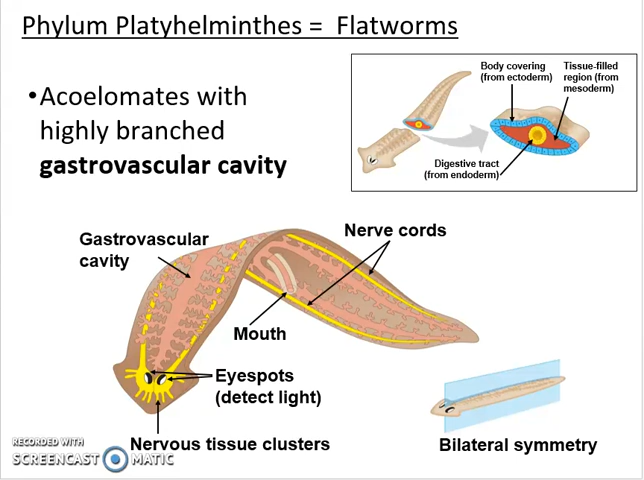 Phylum Platyhelminthes = Flatworms
•Acoelomates with
highly branched
gastrovascular cavity
Body covering
(from ectoderm)
Tissue-filled
region (from
mesoderm)
Digestive tract
(from endoderm)
Gastrovascular
cavity
Nerve cords
Mouth
Eyespots
(detect light)
Nervous tissue clusters
Bilateral symmetry
RECORDED WITH
SCREENCAST MATIC